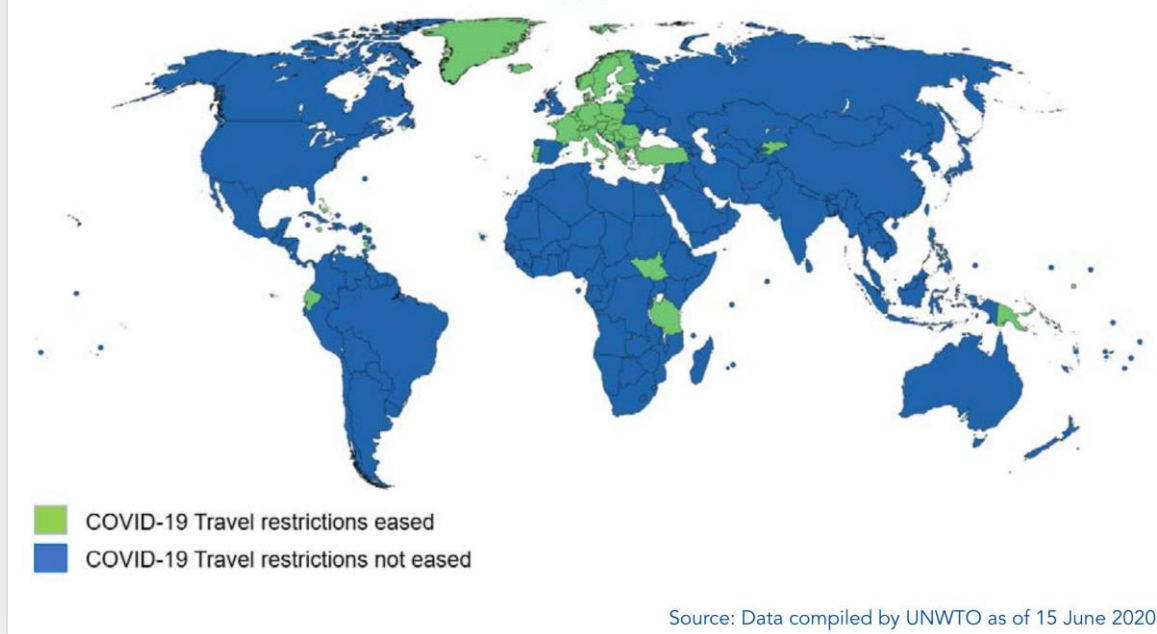 COVID-19 Travel restrictions eased
COVID-19 Travel restrictions not eased
Source: Data compiled by UNWTO as of 15 June 2020